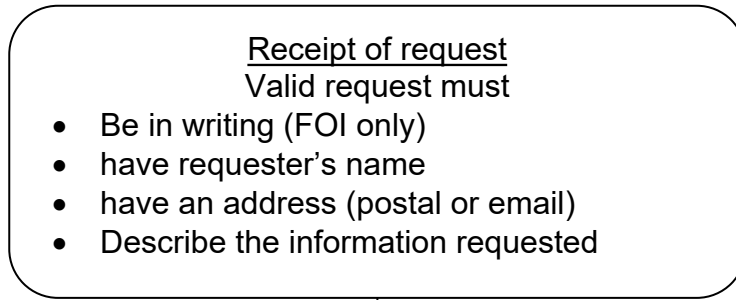 Receipt of request
Valid request must
• Be in writing (FOI only)
• have requester’s name
• have an address (postal or email)
• Describe the information requested